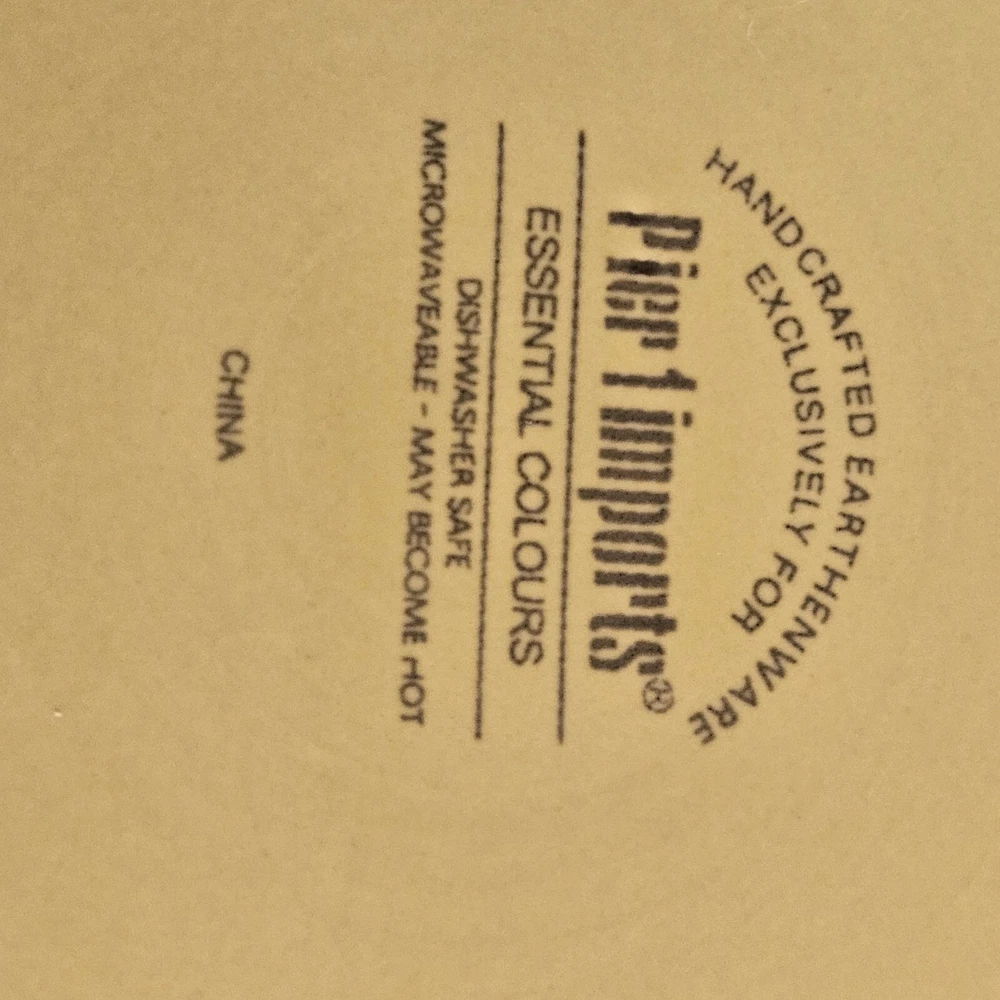 HANDCRAFTED EARTHENWARE
EXCLUSIVELY FOR
Pier 1 imports®
ESSENTIAL COLOURS
DISHWASHER SAFE
MICROWAVEABLE - MAY BECOME HOT
CHINA